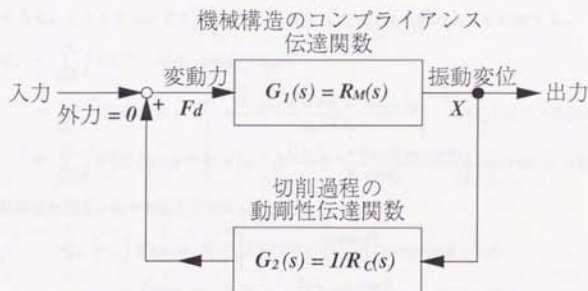 機械構造のコンプライアンス
伝達関数
入力
外力 = 0
+
変動力
Fd
G1(s) = RM(s)
振動変位
X
出力
切削過程の
動剛性伝達関数
G2(s) = 1/RC(s)